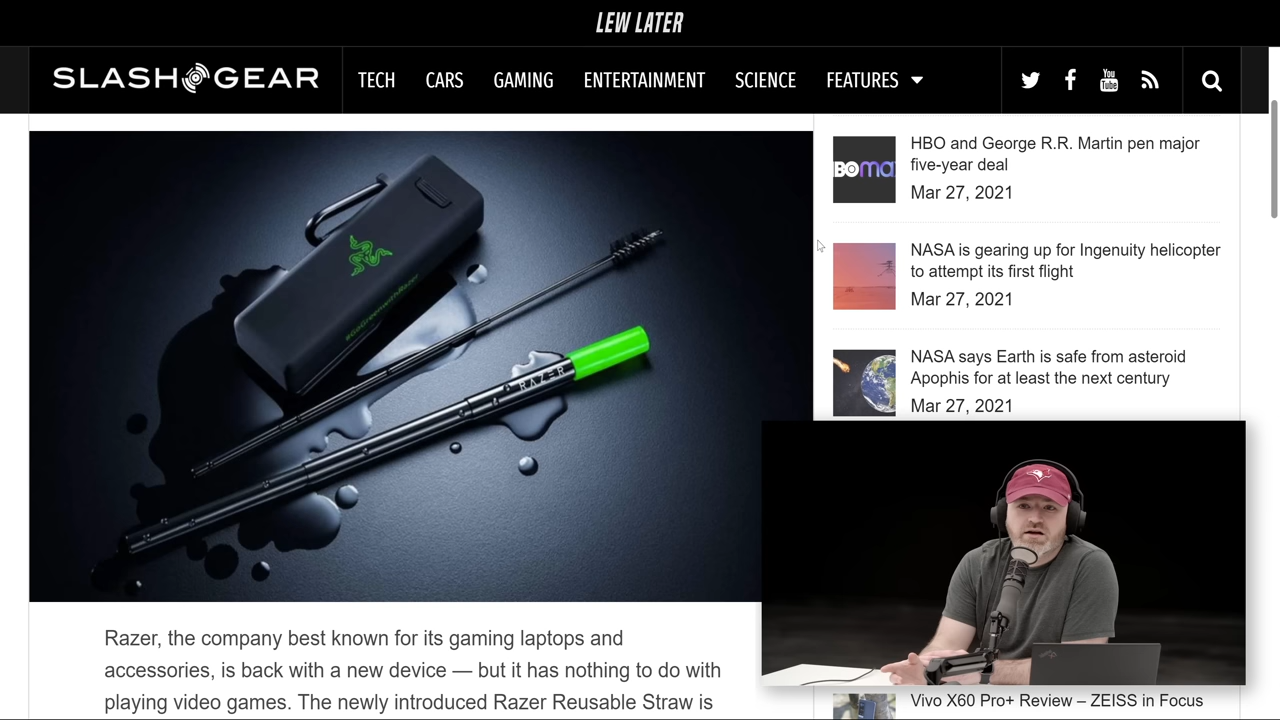 LEW LATER
SLASHGEAR
TECH
CARS
GAMING
ENTERTAINMENT
SCIENCE
FEATURES
You
Tube
HBO and George R.R. Martin pen major
five-year deal
Mar 27, 2021
BOma
NASA is gearing up for Ingenuity helicopter
to attempt its first flight
Mar 27, 2021
NASA says Earth is safe from asteroid
Apophis for at least the next century
Mar 27, 2021
#GoGreenwithRazer
RAZER
Razer, the company best known for its gaming laptops and
accessories, is back with a new device — but it has nothing to do with
playing video games. The newly introduced Razer Reusable Straw is
Vivo X60 Pro+ Review – ZEISS in Focus